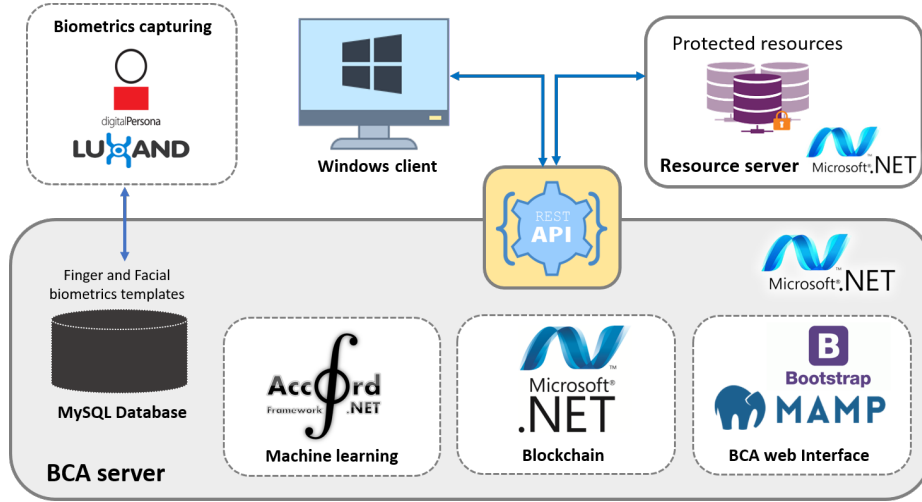 Biometrics capturing
digitalPersona
LUXAND
Windows client
Protected resources
Resource server
Microsoft®
.NET
REST
API
Microsoft®
.NET
Finger and Facial
biometrics templates
MySQL Database
BCA server
Accord
Framework .NET
Machine learning
Microsoft®
.NET
Blockchain
B
Bootstrap
MAMP
BCA web Interface